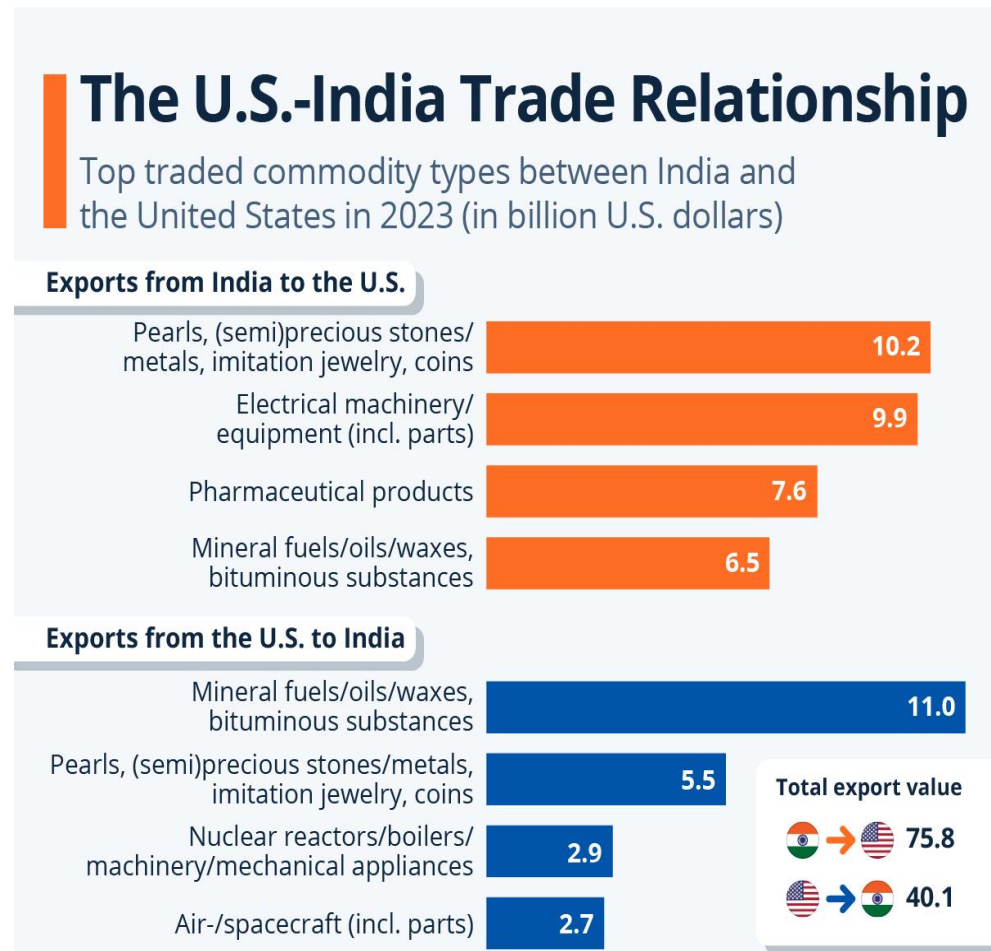 The U.S.-India Trade Relationship
Top traded commodity types between India and
the United States in 2023 (in billion U.S. dollars)
Exports from India to the U.S.
Pearls, (semi)precious stones/
metals, imitation jewelry, coins
10.2
Electrical machinery/
equipment (incl. parts)
9.9
Pharmaceutical products
7.6
Mineral fuels/oils/waxes,
bituminous substances
6.5
Exports from the U.S. to India
Mineral fuels/oils/waxes,
bituminous substances
11.0
Pearls, (semi)precious stones/metals,
imitation jewelry, coins
5.5
Nuclear reactors/boilers/
machinery/mechanical appliances
2.9
Air-/spacecraft (incl. parts)
2.7
Total export value
75.8
40.1